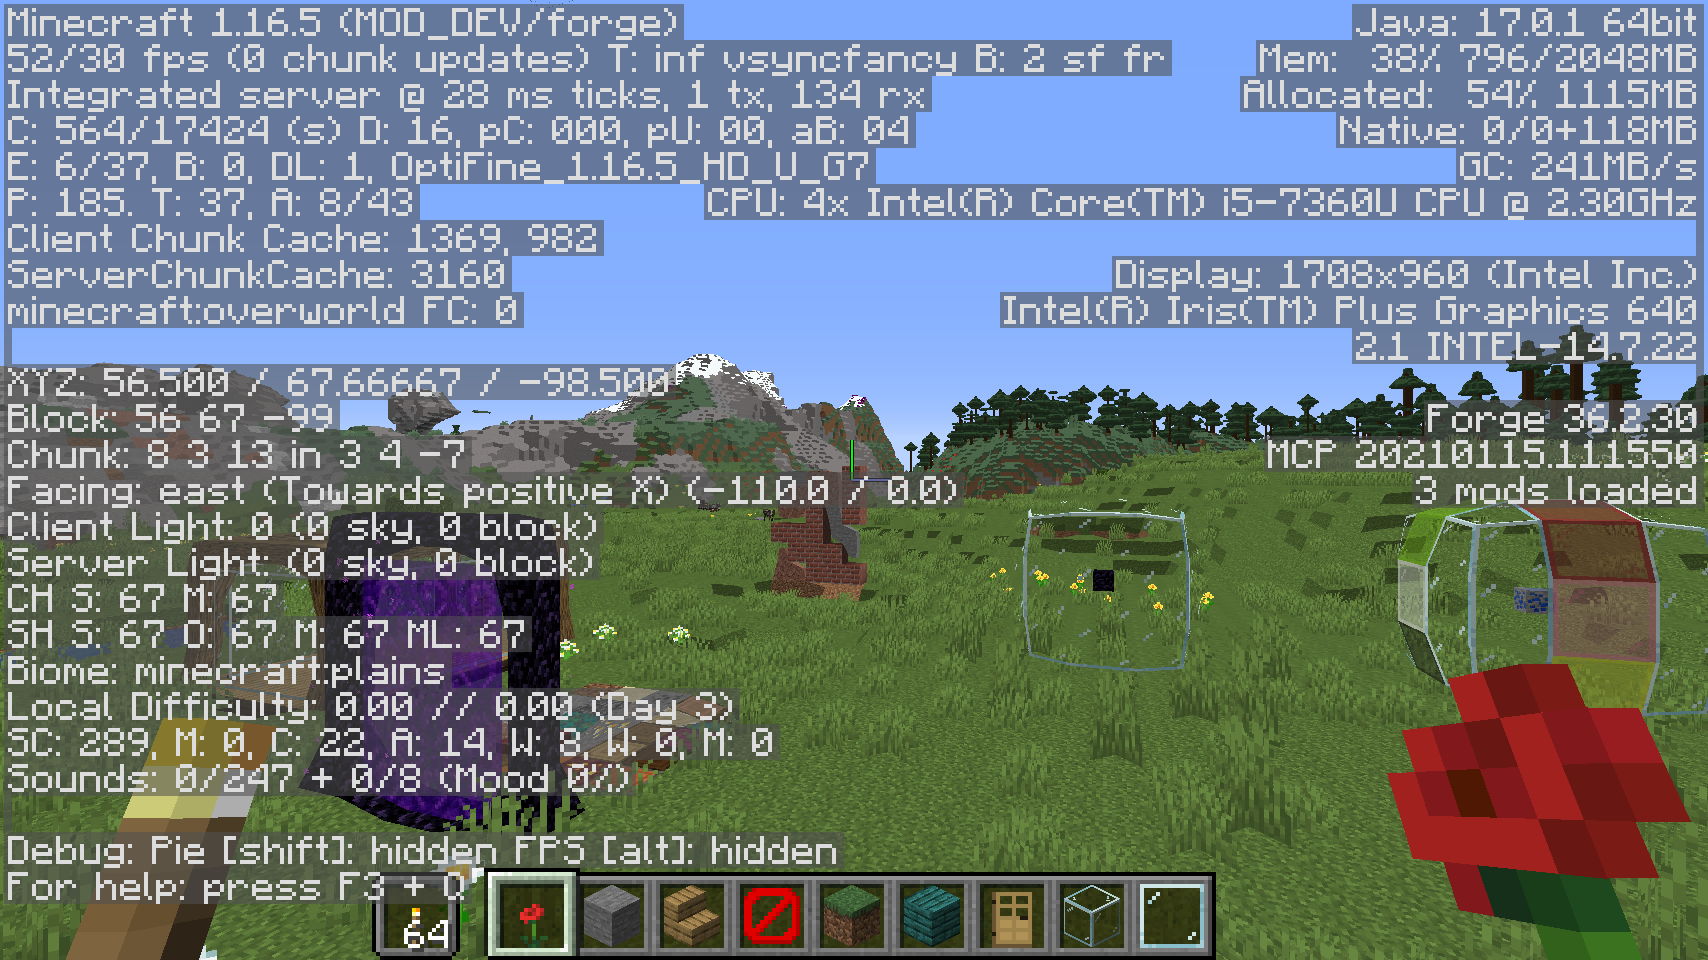 Minecraft 1.16.5 (MOD_DEV/forge)
52/30 fps (0 chunk updates) T: inf vsyncfancy B: 2 sf fr
Integrated server @ 28 ms ticks, 1 tx, 134 rx
C: 564/17424 (s) D: 16, pC: 000, pU: 00, aB: 04
E: 6/37, B: 0, DL: 1, OptiFine_1.16.5_HD_U_G7
P: 185. T: 37, A: 8/43
Client Chunk Cache: 1369, 982
ServerChunkCache: 3160
minecraft:overworld FC: 0
XYZ: 56.500 / 67.66667 / -98.500
Block: 56 67 -99
Chunk: 8 3 13 in 3 4 -7
Facing: east (Towards positive X) (-110.0 / 0.0)
Client Light: 0 (0 sky, 0 block)
Server Light: (0 sky, 0 block)
CH S: 67 M: 67
SH S: 67 O: 67 M: 67 ML: 67
Biome: minecraft:plains
Local Difficulty: 0.00 // 0.00 (Day 3)
SC: 289, M: 0, C: 22, A: 14, W: 8, W: 0, M: 0
Sounds: 0/247 + 0/8 (Mood 0%)
Debug: Pie [shift]: hidden FPS [alt]: hidden
For help: press F3 + Q
Java: 17.0.1 64bit
Mem: 38% 796/2048MB
Allocated: 54% 1115MB
Native: 0/0+118MB
GC: 241MB/s
CPU: 4x Intel(R) Core(TM) i5-7360U CPU @ 2.30GHz
Display: 1708x960 (Intel Inc.)
Intel(R) Iris(TM) Plus Graphics 640
2.1 INTEL-14.7.22
Forge 36.2.30
MCP 20210115.111550
3 mods loaded
64